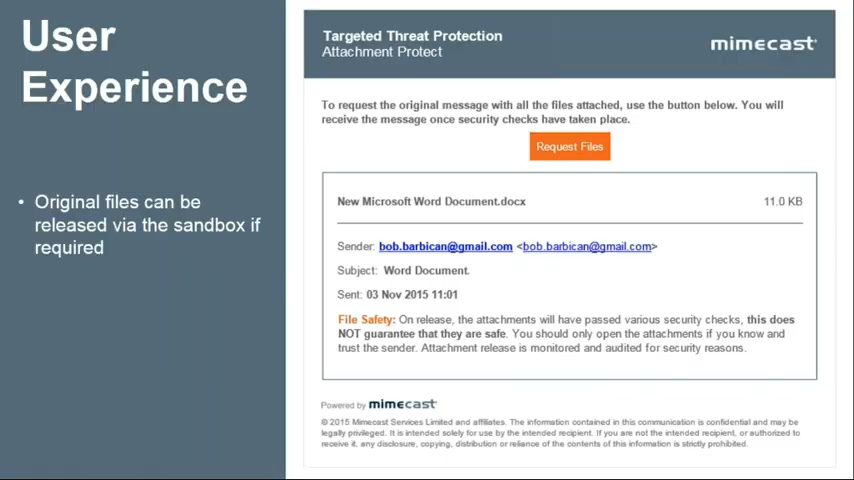 User
Experience
• Original files can be
released via the sandbox if
required
Targeted Threat Protection
Attachment Protect
mimecast
To request the original message with all the files attached, use the button below. You will
receive the message once security checks have taken place.
Request Files
New Microsoft Word Document.docx 11.0 KB
Sender: bob.barbican@gmail.com <bob.barbican@gmail.com>
Subject: Word Document.
Sent: 03 Nov 2015 11:01
File Safety: On release, the attachments will have passed various security checks, this does
NOT guarantee that they are safe. You should only open the attachments if you know and
trust the sender. Attachment release is monitored and audited for security reasons.
Powered by mimecast
© 2015 Mimecast Services Limited and affiliates. The information contained in this communication is confidential and may be
legally privileged. It is intended solely for use by the intended recipient. If you are not the intended recipient, or authorized to
receive it, any disclosure, copying, distribution or reliance of the contents of this information is strictly prohibited.